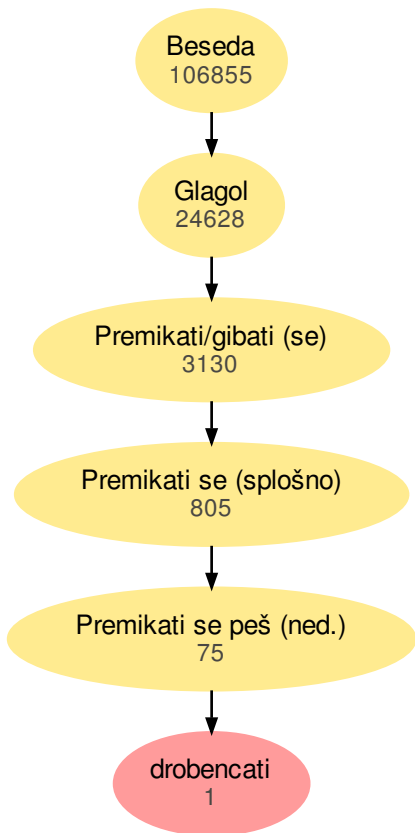 Beseda
106855
Glagol
24628
Premikati/gibati (se)
3130
Premikati se (splošno)
805
Premikati se peš (ned.)
75
drobencati
1